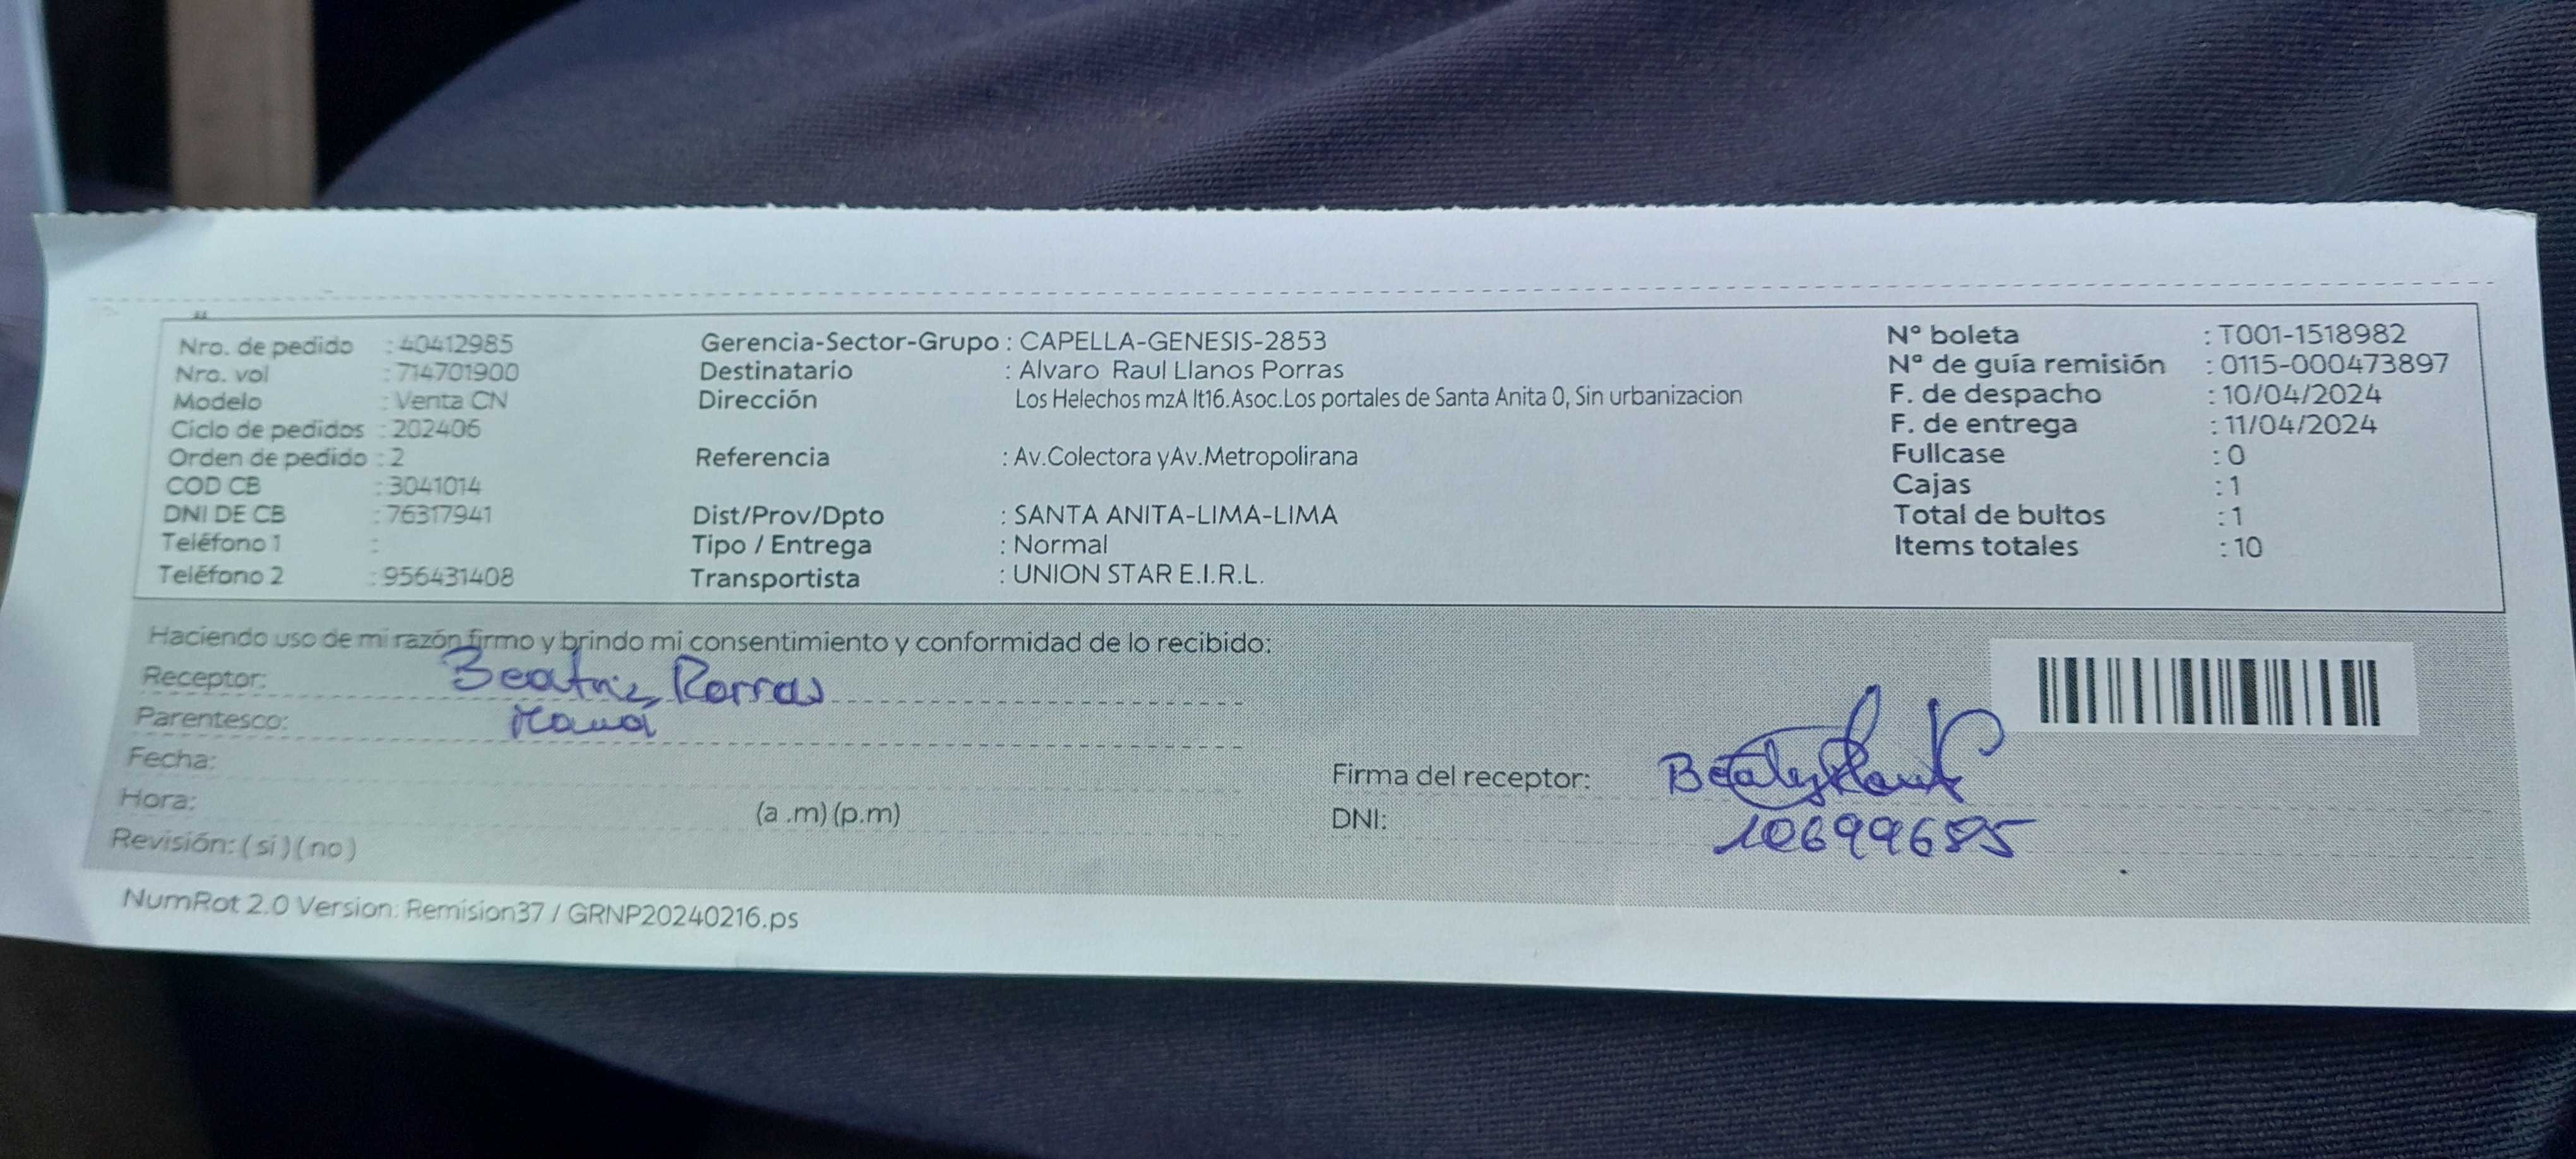 Nro. de pedido : 40412985
Nro. vol : 714701900
Modelo : Venta CN
Ciclo de pedidos : 202406
Orden de pedido : 2
COD CB : 3041014
DNI DE CB : 76317941
Teléfono 1 :
Teléfono 2 : 956431408
Gerencia-Sector-Grupo : CAPELLA-GENESIS-2853
Destinatario : Alvaro Raul Llanos Porras
Dirección Los Helechos mzA lt16.Asoc.Los portales de Santa Anita 0, Sin urbanizacion
Referencia : Av.Colectora yAv.Metropolirana
Dist/Prov/Dpto : SANTA ANITA-LIMA-LIMA
Tipo / Entrega : Normal
Transportista : UNION STAR E.I.R.L.
N° boleta : T001-1518982
N° de guía remisión : 0115-000473897
F. de despacho : 10/04/2024
F. de entrega : 11/04/2024
Fullcase : 0
Cajas : 1
Total de bultos : 1
Items totales : 10
Haciendo uso de mi razón firmo y brindo mi consentimiento y conformidad de lo recibido:
Receptor: Beatriz Porras
Parentesco: Mamá
Fecha:
Hora: (a .m) (p.m)
Revisión: ( si ) ( no )
Firma del receptor:
DNI: 10699685
NumRot 2.0 Version: Remision37 / GRNP20240216.ps